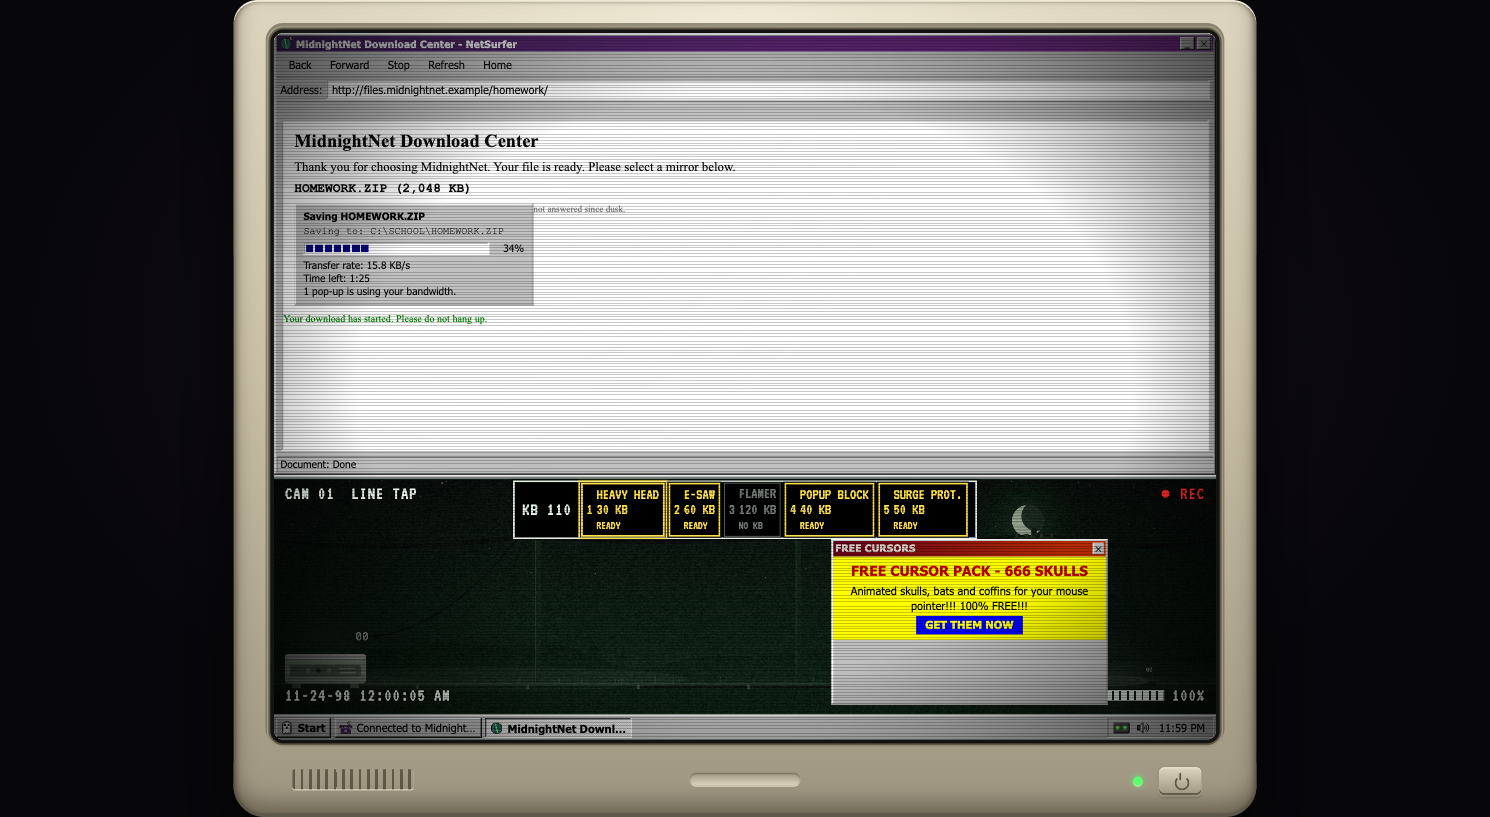 MidnightNet Download Center - NetSurfer
Back Forward Stop Refresh Home
Address: http://files.midnightnet.example/homework/
MidnightNet Download Center
Thank you for choosing MidnightNet. Your file is ready. Please select a mirror below.
HOMEWORK.ZIP (2,048 KB)
not answered since dusk.
Saving HOMEWORK.ZIP
Saving to: C:\SCHOOL\HOMEWORK.ZIP
34%
Transfer rate: 15.8 KB/s
Time left: 1:25
1 pop-up is using your bandwidth.
Your download has started. Please do not hang up.
Document: Done
CAM 01 LINE TAP
KB 110
HEAVY HEAD
1 30 KB
READY
E-SAW
2 60 KB
READY
FLAMER
3 120 KB
NO KB
POPUP BLOCK
4 40 KB
READY
SURGE PROT.
5 50 KB
READY
REC
FREE CURSORS
FREE CURSOR PACK - 666 SKULLS
Animated skulls, bats and coffins for your mouse
pointer!!! 100% FREE!!!
GET THEM NOW
00
11-24-98 12:00:05 AM
100%
Start Connected to Midnight... MidnightNet Downl... 11:59 PM